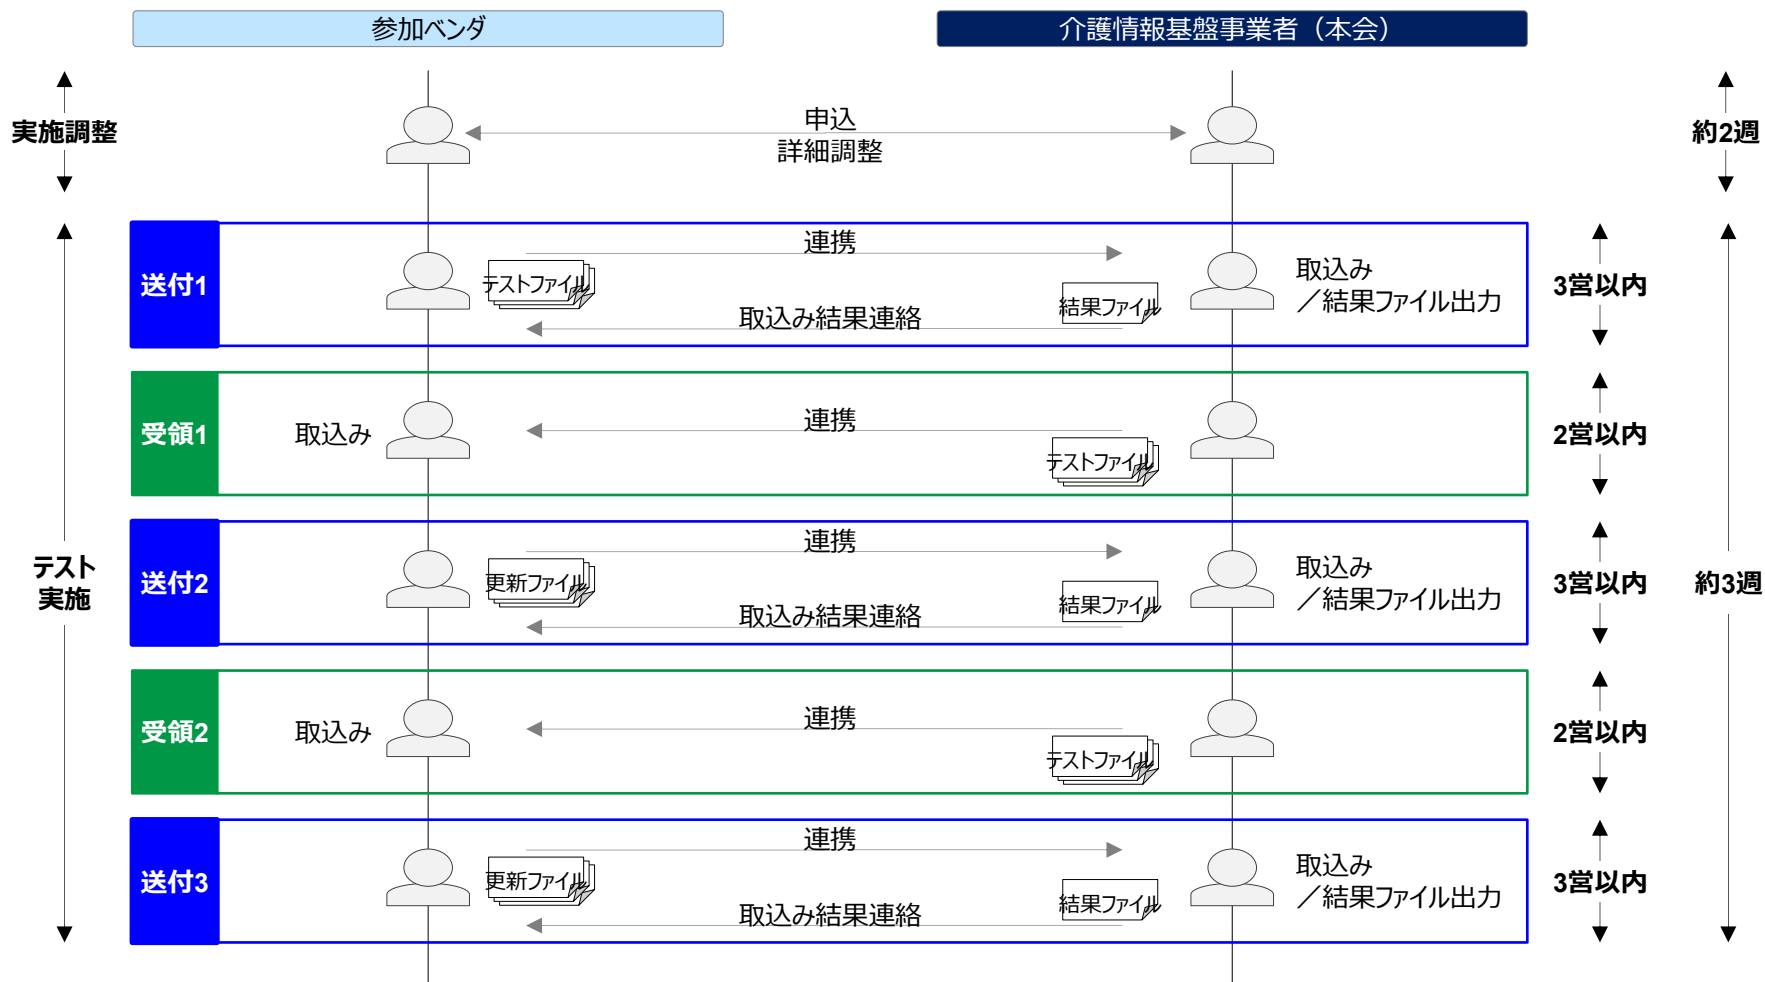 参加ベンダ
介護情報基盤事業者（本会）
実施調整
申込
詳細調整
約2週
テスト
実施
約3週
送付1
連携
テストファイル
結果ファイル
取込み結果連絡
取込み
／結果ファイル出力
3営以内
受領1
取込み
連携
テストファイル
2営以内
送付2
連携
更新ファイル
結果ファイル
取込み結果連絡
取込み
／結果ファイル出力
3営以内
受領2
取込み
連携
テストファイル
2営以内
送付3
連携
更新ファイル
結果ファイル
取込み結果連絡
取込み
／結果ファイル出力
3営以内